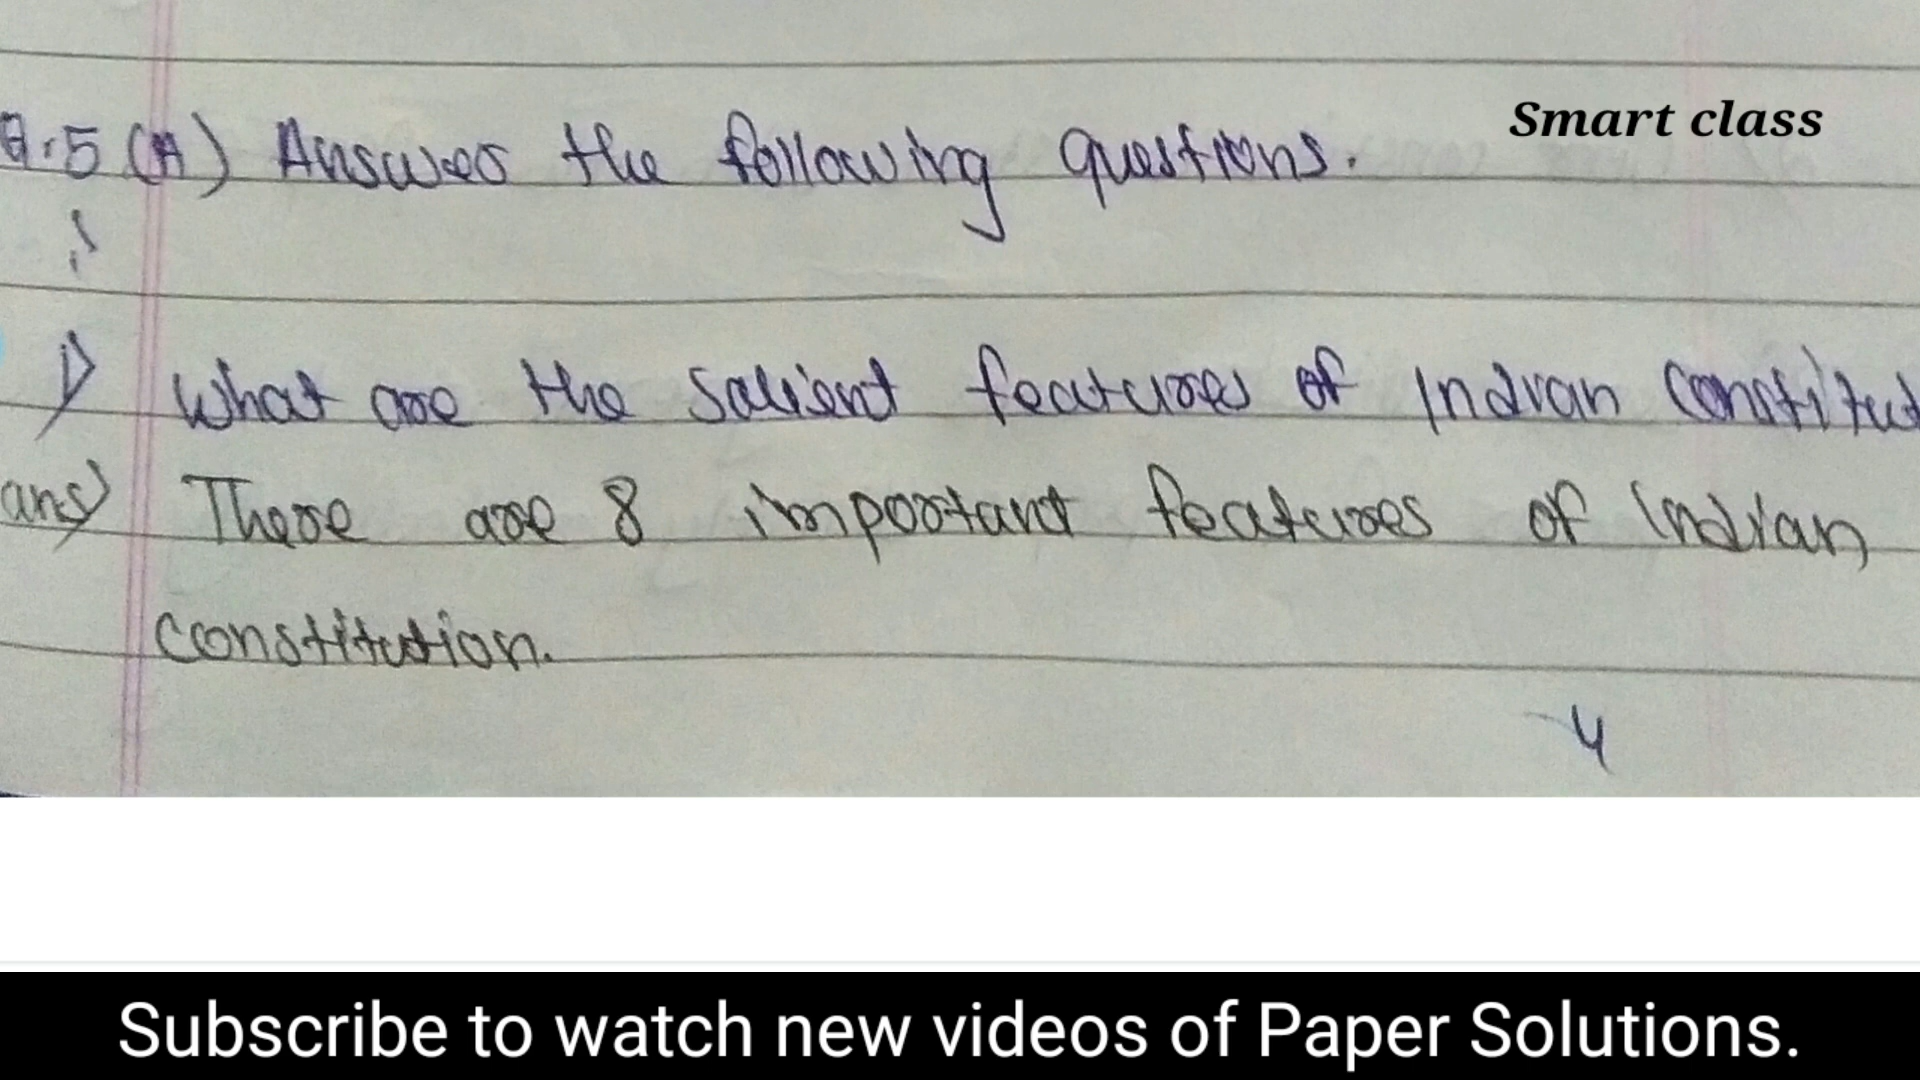 Smart class
Q.5 (A) Answer the following questions.
:
1) What are the salient features of Indian Constitut
ans) There are 8 important features of Indian
constitution.
4
Subscribe to watch new videos of Paper Solutions.